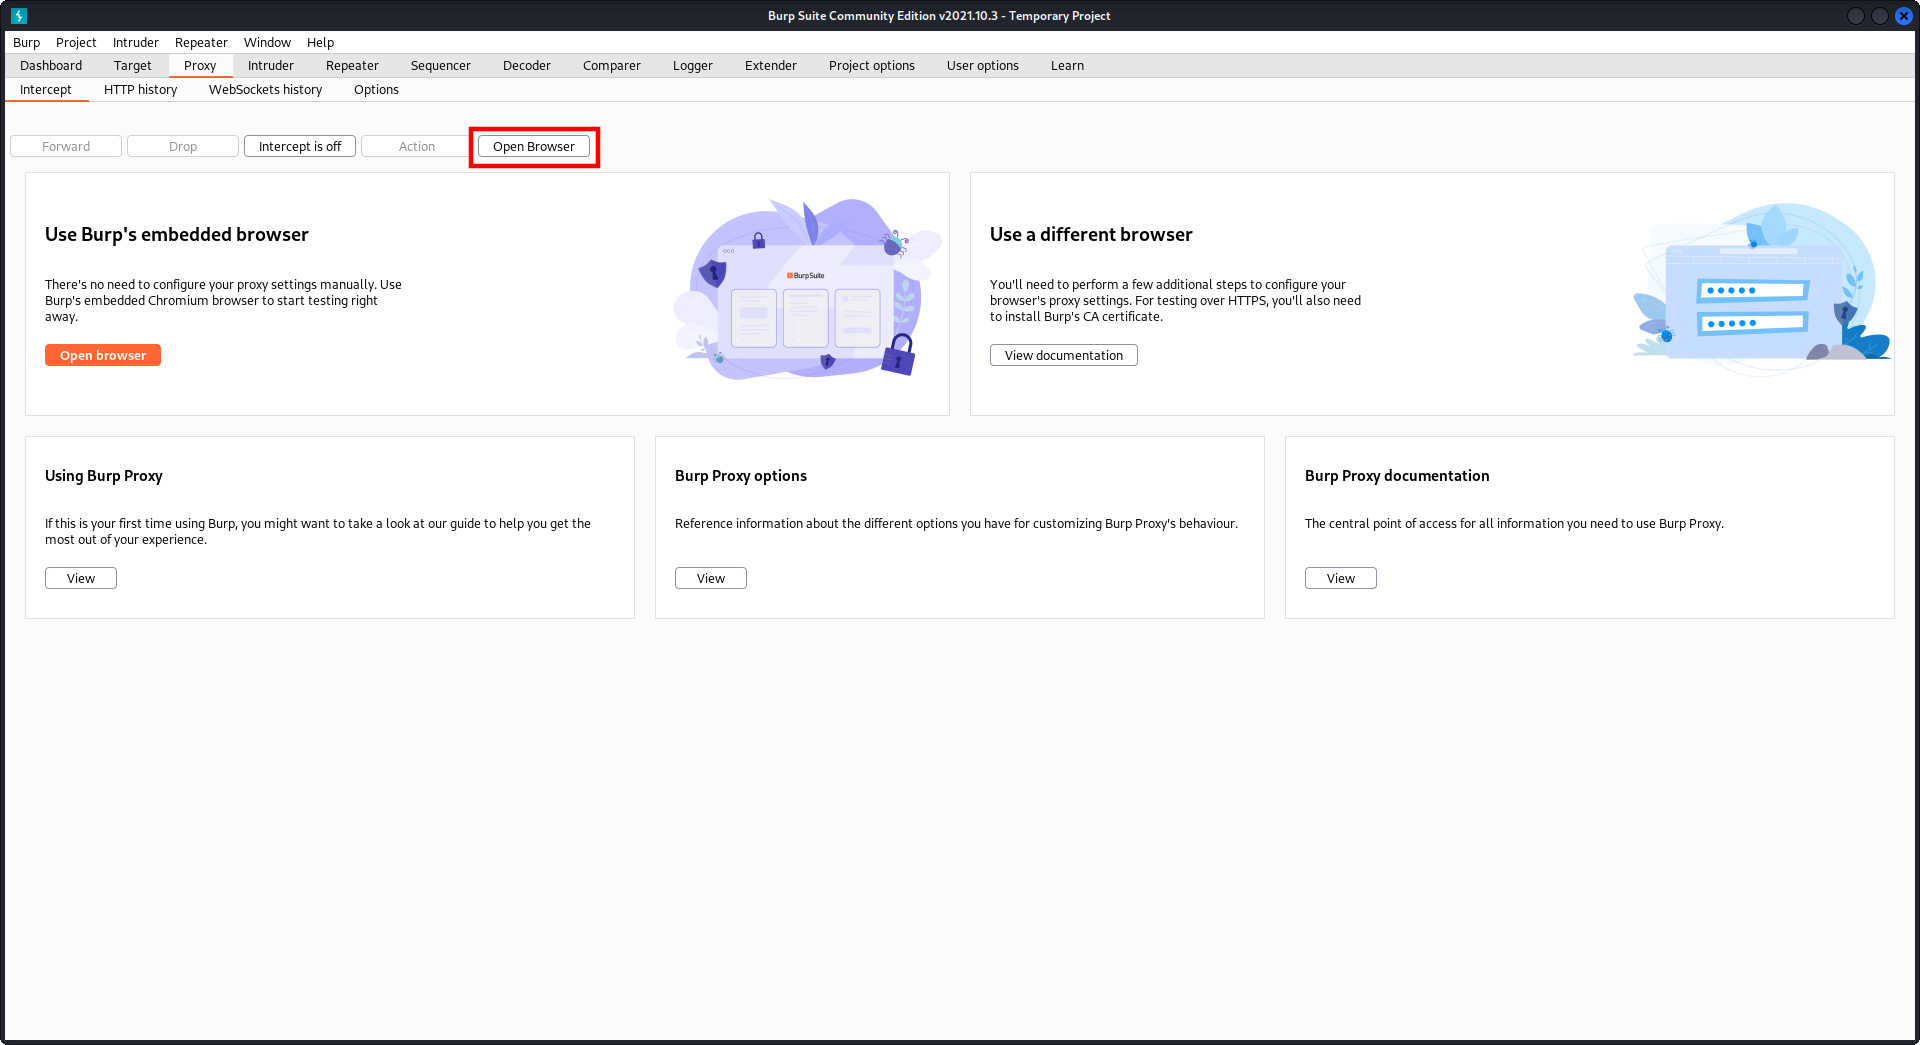 Burp Suite Community Edition v2021.10.3 - Temporary Project
Burp Project Intruder Repeater Window Help
Dashboard Target Proxy Intruder Repeater Sequencer Decoder Comparer Logger Extender Project options User options Learn
Intercept HTTP history WebSockets history Options
Forward Drop Intercept is off Action Open Browser
Use Burp's embedded browser
There's no need to configure your proxy settings manually. Use
Burp's embedded Chromium browser to start testing right
away.
Open browser
Burp Suite
Use a different browser
You'll need to perform a few additional steps to configure your
browser's proxy settings. For testing over HTTPS, you'll also need
to install Burp's CA certificate.
View documentation
Using Burp Proxy
If this is your first time using Burp, you might want to take a look at our guide to help you get the
most out of your experience.
View
Burp Proxy options
Reference information about the different options you have for customizing Burp Proxy's behaviour.
View
Burp Proxy documentation
The central point of access for all information you need to use Burp Proxy.
View